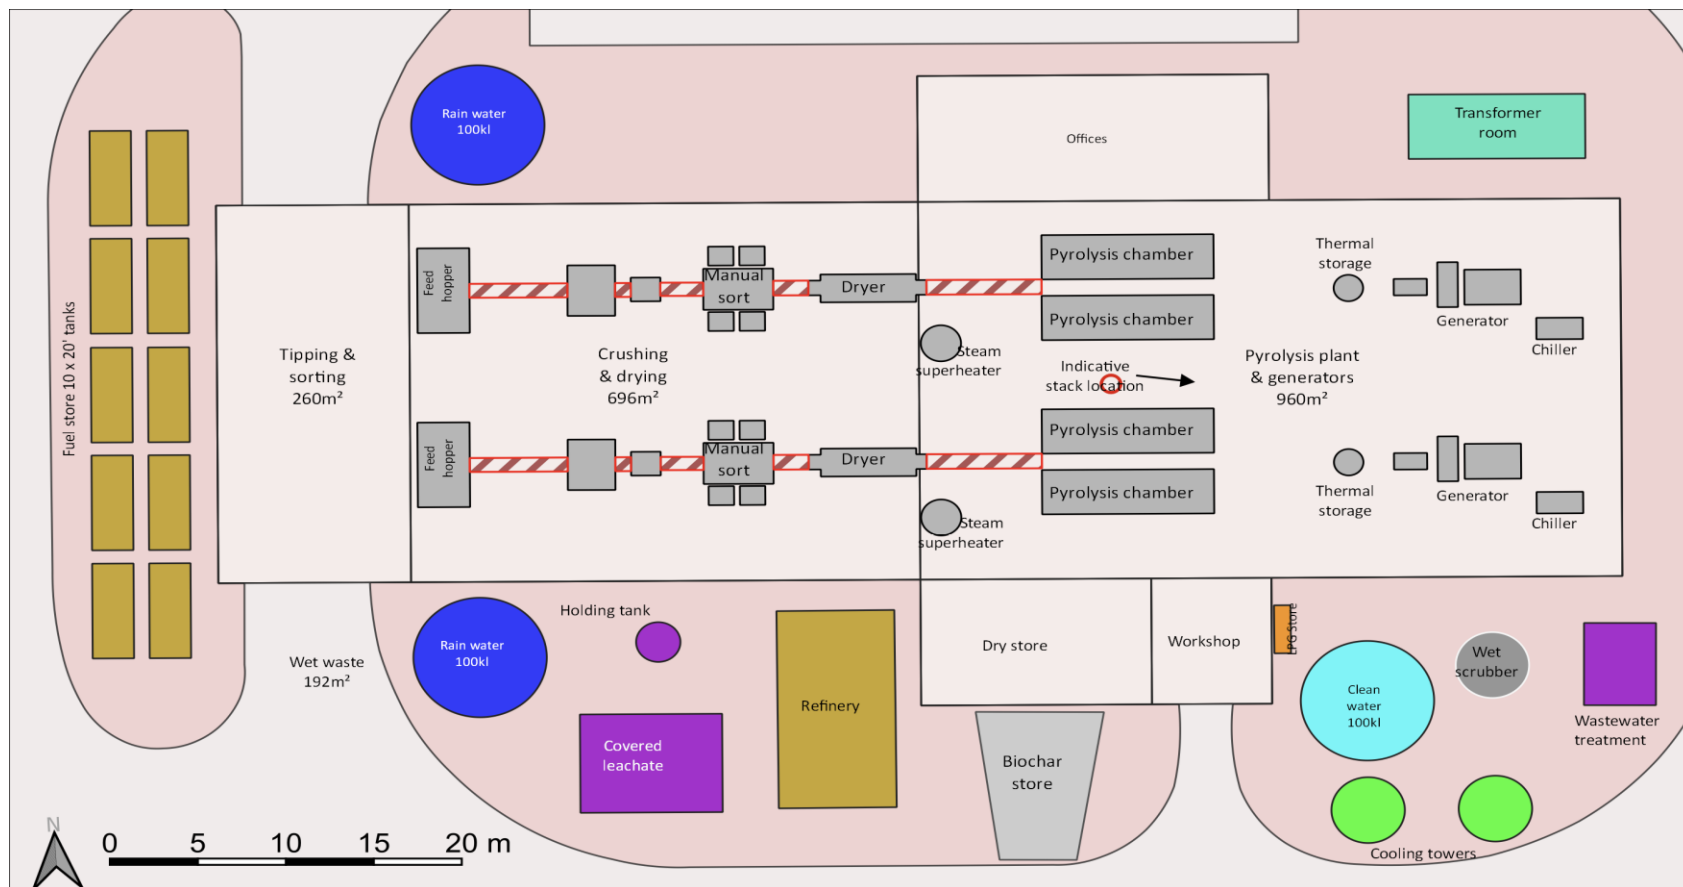 Rain water
100kl
Offices
Transformer
room
Fuel store 10 x 20' tanks
Tipping &
sorting
260m²
Feed
hopper
Manual
sort
Dryer
Crushing
& drying
696m²
Feed
hopper
Manual
sort
Dryer
Steam
superheater
Steam
superheater
Pyrolysis chamber
Pyrolysis chamber
Indicative
stack location
Pyrolysis chamber
Pyrolysis chamber
Pyrolysis plant
& generators
960m²
Thermal
storage
Generator
Chiller
Thermal
storage
Generator
Chiller
Wet waste
192m²
Rain water
100kl
Holding tank
Covered
leachate
Refinery
Dry store
Workshop
LPG Store
Biochar
store
Clean
water
100kl
Wet
scrubber
Wastewater
treatment
Cooling towers
N
0 5 10 15 20 m